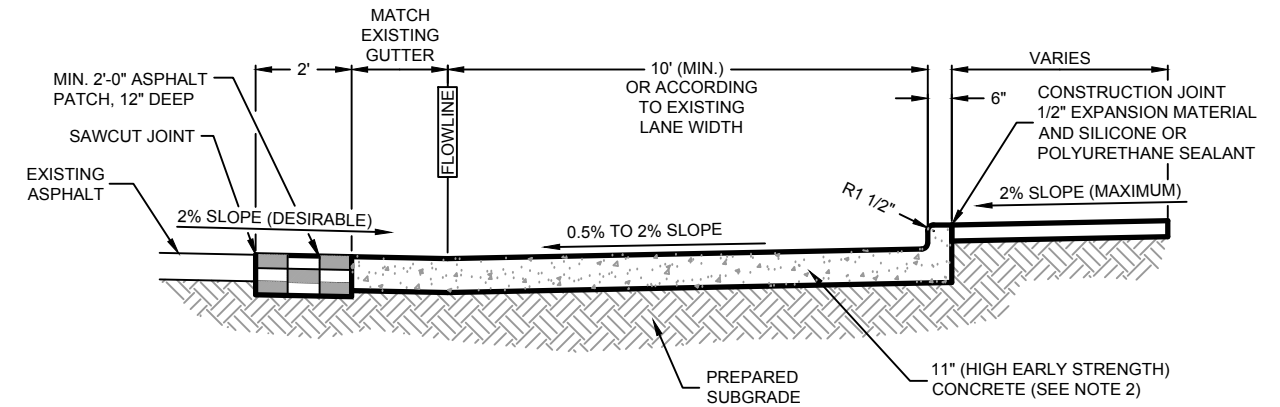 MATCH
EXISTING
GUTTER
MIN. 2'-0" ASPHALT
PATCH, 12" DEEP
2'
SAWCUT JOINT
EXISTING
ASPHALT
FLOWLINE
10' (MIN.)
OR ACCORDING
TO EXISTING
LANE WIDTH
VARIES
6"
CONSTRUCTION JOINT
1/2" EXPANSION MATERIAL
AND SILICONE OR
POLYURETHANE SEALANT
2% SLOPE (DESIRABLE)
0.5% TO 2% SLOPE
R1 1/2"
2% SLOPE (MAXIMUM)
PREPARED
SUBGRADE
11" (HIGH EARLY STRENGTH)
CONCRETE (SEE NOTE 2)